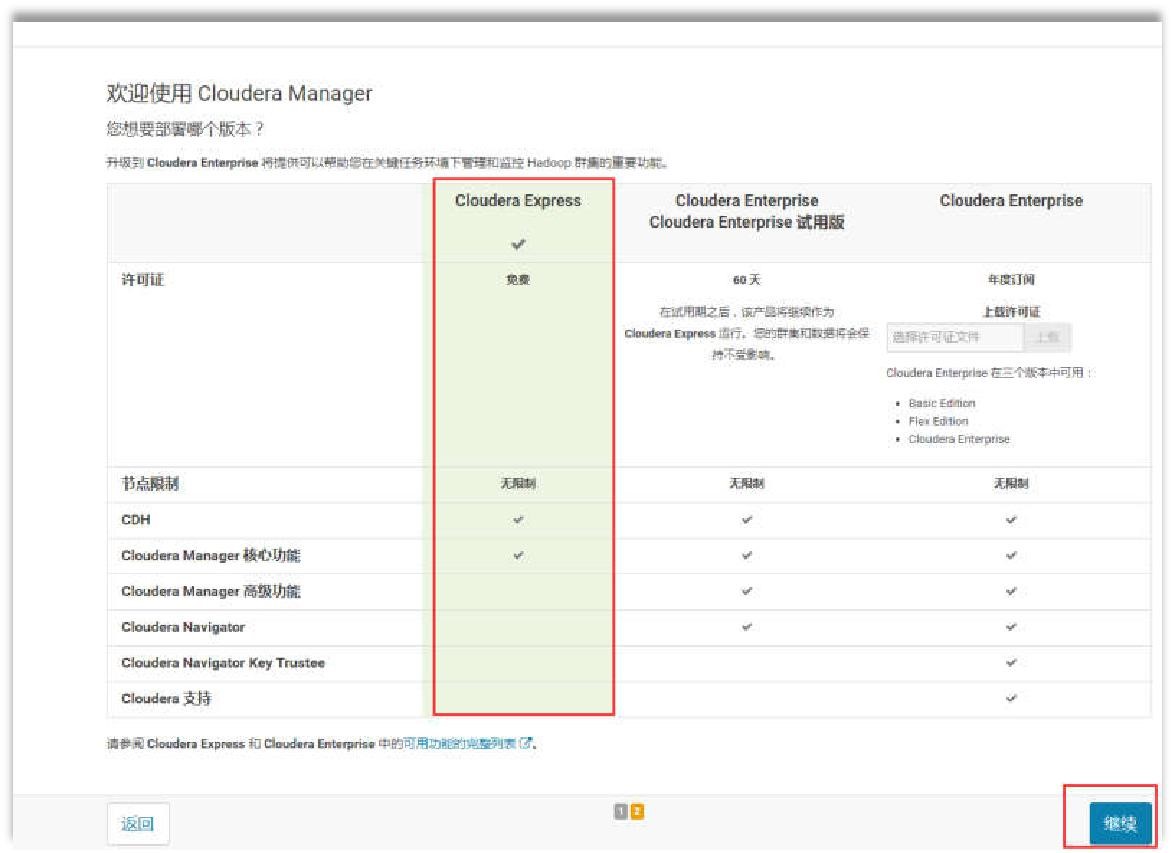 欢迎使用 Cloudera Manager
您想要部署哪个版本？
升级到 Cloudera Enterprise 将提供可以帮助您在关键任务环境下管理和监控 Hadoop 群集的重要功能。
Cloudera Express
Cloudera Enterprise
Cloudera Enterprise 试用版
Cloudera Enterprise
许可证
免费
60 天
年度订阅
在试用期之后，该产品将继续作为
Cloudera Express 运行。您的群集和数据将会保
持不受影响。
上载许可证
选择许可证文件
上载
Cloudera Enterprise 在三个版本中可用：
Basic Edition
Flex Edition
Cloudera Enterprise
节点限制
无限制
无限制
无限制
CDH
Cloudera Manager 核心功能
Cloudera Manager 高级功能
Cloudera Navigator
Cloudera Navigator Key Trustee
Cloudera 支持
请参阅 Cloudera Express 和 Cloudera Enterprise 中的可用功能的完整列表。
返回
1 2
继续